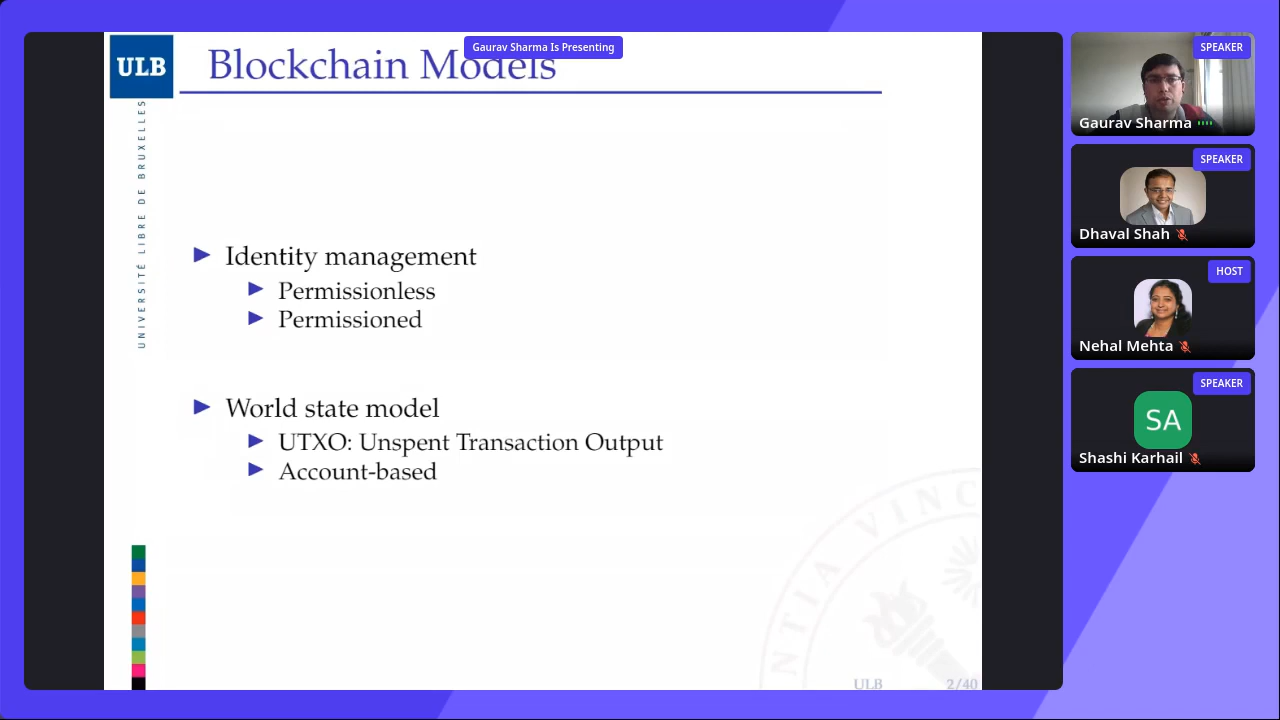 ULB
Blockchain Models
Gaurav Sharma Is Presenting
UNIVERSITÉ LIBRE DE BRUXELLES
Identity management
Permissionless
Permissioned
World state model
UTXO: Unspent Transaction Output
Account-based
NTIA VINC
ULB 2/40
SPEAKER
Gaurav Sharma
SPEAKER
Dhaval Shah
HOST
Nehal Mehta
SPEAKER
SA
Shashi Karhail